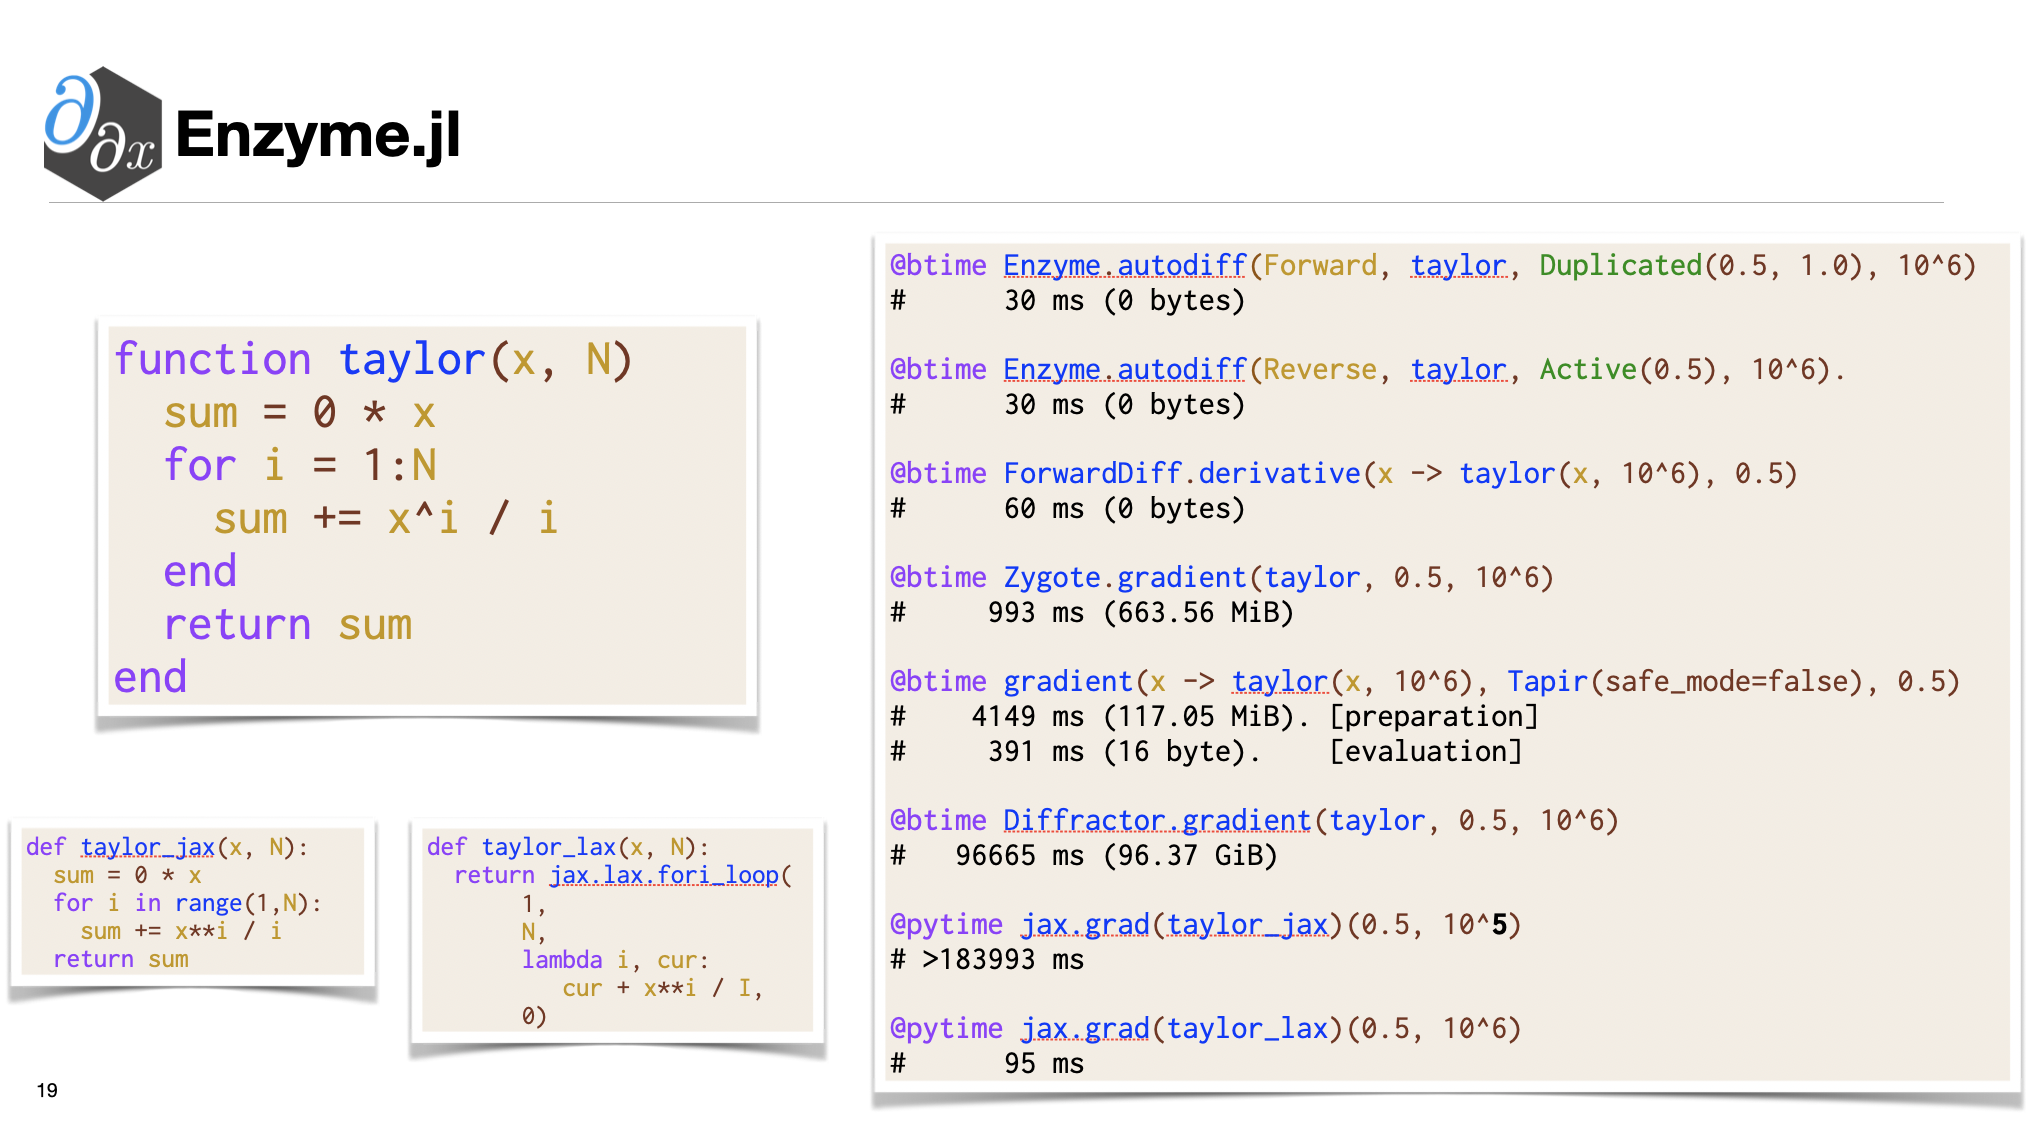 ∂
∂x
Enzyme.jl
function taylor(x, N)
  sum = 0 * x
  for i = 1:N
    sum += x^i / i
  end
  return sum
end
def taylor_jax(x, N):
  sum = 0 * x
  for i in range(1,N):
    sum += x**i / i
  return sum
def taylor_lax(x, N):
  return jax.lax.fori_loop(
       1,
       N,
       lambda i, cur:
          cur + x**i / I,
       0)
@btime Enzyme.autodiff(Forward, taylor, Duplicated(0.5, 1.0), 10^6)
#      30 ms (0 bytes)
@btime Enzyme.autodiff(Reverse, taylor, Active(0.5), 10^6).
#      30 ms (0 bytes)
@btime ForwardDiff.derivative(x -> taylor(x, 10^6), 0.5)
#      60 ms (0 bytes)
@btime Zygote.gradient(taylor, 0.5, 10^6)
#     993 ms (663.56 MiB)
@btime gradient(x -> taylor(x, 10^6), Tapir(safe_mode=false), 0.5)
#    4149 ms (117.05 MiB). [preparation]
#     391 ms (16 byte).    [evaluation]
@btime Diffractor.gradient(taylor, 0.5, 10^6)
#   96665 ms (96.37 GiB)
@pytime jax.grad(taylor_jax)(0.5, 10^5)
# >183993 ms
@pytime jax.grad(taylor_lax)(0.5, 10^6)
#      95 ms
19